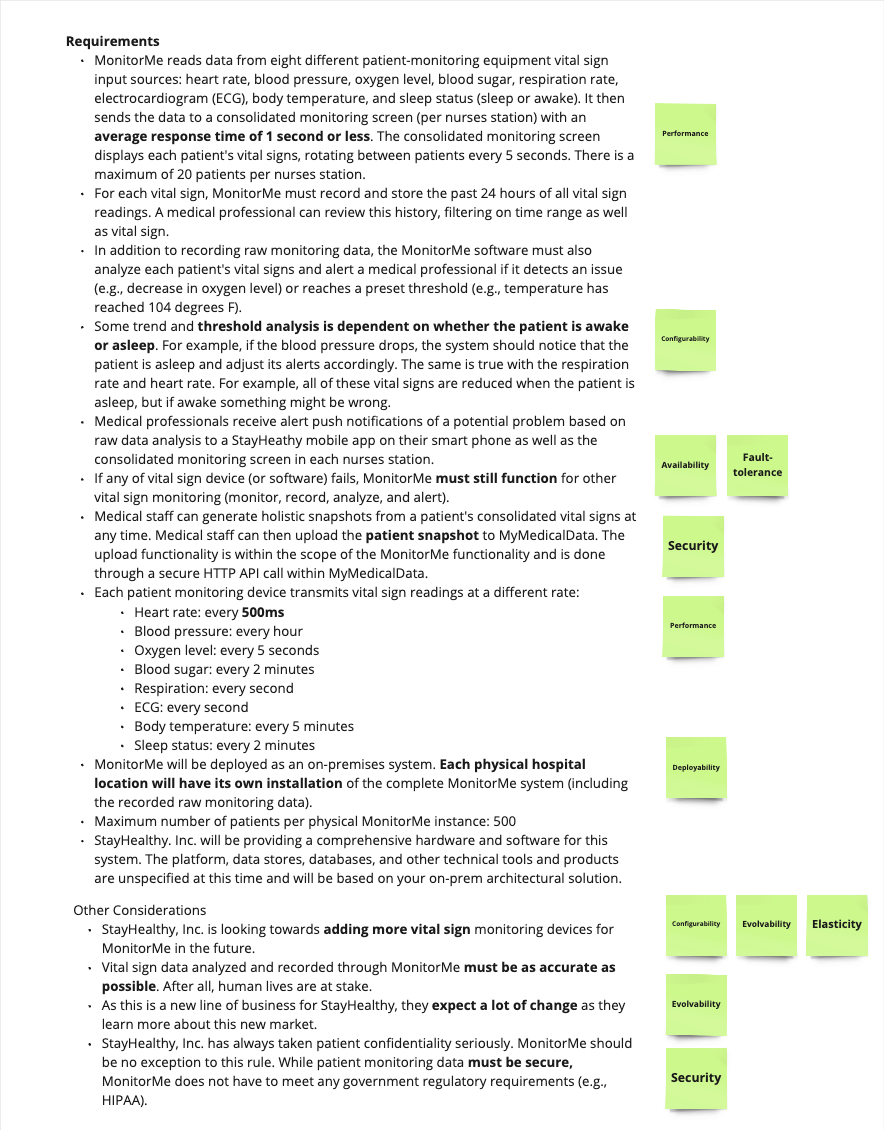 Requirements
• MonitorMe reads data from eight different patient-monitoring equipment vital sign
input sources: heart rate, blood pressure, oxygen level, blood sugar, respiration rate,
electrocardiogram (ECG), body temperature, and sleep status (sleep or awake). It then
sends the data to a consolidated monitoring screen (per nurses station) with an
average response time of 1 second or less. The consolidated monitoring screen
displays each patient's vital signs, rotating between patients every 5 seconds. There is a
maximum of 20 patients per nurses station.
Performance
• For each vital sign, MonitorMe must record and store the past 24 hours of all vital sign
readings. A medical professional can review this history, filtering on time range as well
as vital sign.
• In addition to recording raw monitoring data, the MonitorMe software must also
analyze each patient's vital signs and alert a medical professional if it detects an issue
(e.g., decrease in oxygen level) or reaches a preset threshold (e.g., temperature has
reached 104 degrees F).
• Some trend and threshold analysis is dependent on whether the patient is awake
or asleep. For example, if the blood pressure drops, the system should notice that the
patient is asleep and adjust its alerts accordingly. The same is true with the respiration
rate and heart rate. For example, all of these vital signs are reduced when the patient is
asleep, but if awake something might be wrong.
Configurability
• Medical professionals receive alert push notifications of a potential problem based on
raw data analysis to a StayHeathy mobile app on their smart phone as well as the
consolidated monitoring screen in each nurses station.
• If any of vital sign device (or software) fails, MonitorMe must still function for other
vital sign monitoring (monitor, record, analyze, and alert).
Availability
Fault-
tolerance
• Medical staff can generate holistic snapshots from a patient's consolidated vital signs at
any time. Medical staff can then upload the patient snapshot to MyMedicalData. The
upload functionality is within the scope of the MonitorMe functionality and is done
through a secure HTTP API call within MyMedicalData.
Security
• Each patient monitoring device transmits vital sign readings at a different rate:
• Heart rate: every 500ms
• Blood pressure: every hour
• Oxygen level: every 5 seconds
• Blood sugar: every 2 minutes
• Respiration: every second
• ECG: every second
• Body temperature: every 5 minutes
• Sleep status: every 2 minutes
Performance
• MonitorMe will be deployed as an on-premises system. Each physical hospital
location will have its own installation of the complete MonitorMe system (including
the recorded raw monitoring data).
Deployability
• Maximum number of patients per physical MonitorMe instance: 500
• StayHealthy. Inc. will be providing a comprehensive hardware and software for this
system. The platform, data stores, databases, and other technical tools and products
are unspecified at this time and will be based on your on-prem architectural solution.
Other Considerations
• StayHealthy, Inc. is looking towards adding more vital sign monitoring devices for
MonitorMe in the future.
Configurability
Evolvability
Elasticity
• Vital sign data analyzed and recorded through MonitorMe must be as accurate as
possible. After all, human lives are at stake.
• As this is a new line of business for StayHealthy, they expect a lot of change as they
learn more about this new market.
Evolvability
• StayHealthy, Inc. has always taken patient confidentiality seriously. MonitorMe should
be no exception to this rule. While patient monitoring data must be secure,
MonitorMe does not have to meet any government regulatory requirements (e.g.,
HIPAA).
Security